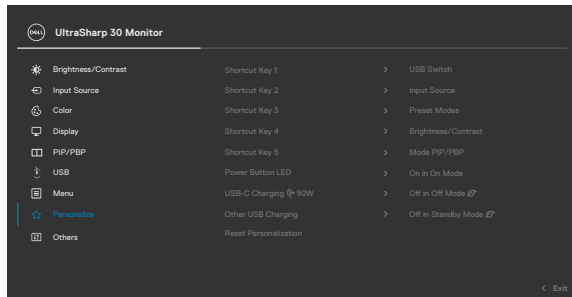 DELL UltraSharp 30 Monitor
Brightness/Contrast Shortcut Key 1 > USB Switch
Input Source Shortcut Key 2 > Input Source
Color Shortcut Key 3 > Preset Modes
Display Shortcut Key 4 > Brightness/Contrast
PIP/PBP Shortcut Key 5 > Mode PIP/PBP
USB Power Button LED > On in On Mode
Menu USB-C Charging 90W > Off in Off Mode
Personalize Other USB Charging > Off in Standby Mode
Others Reset Personalization
< Exit